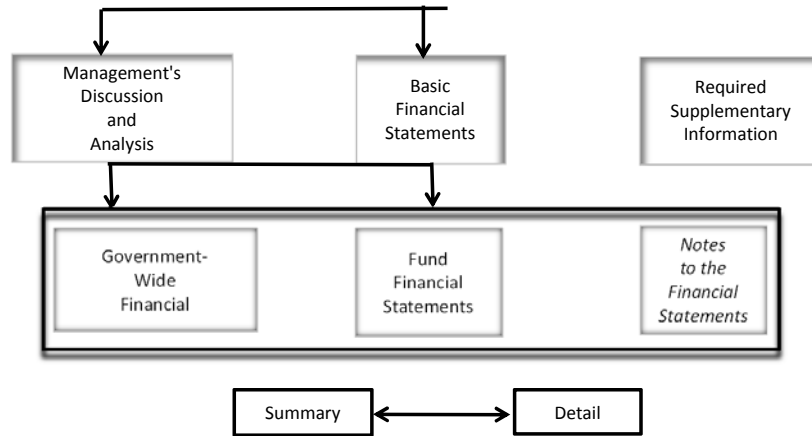 Management's
Discussion
and
Analysis
Basic
Financial
Statements
Required
Supplementary
Information
Government-
Wide
Financial
Fund
Financial
Statements
Notes
to the
Financial
Statements
Summary
Detail